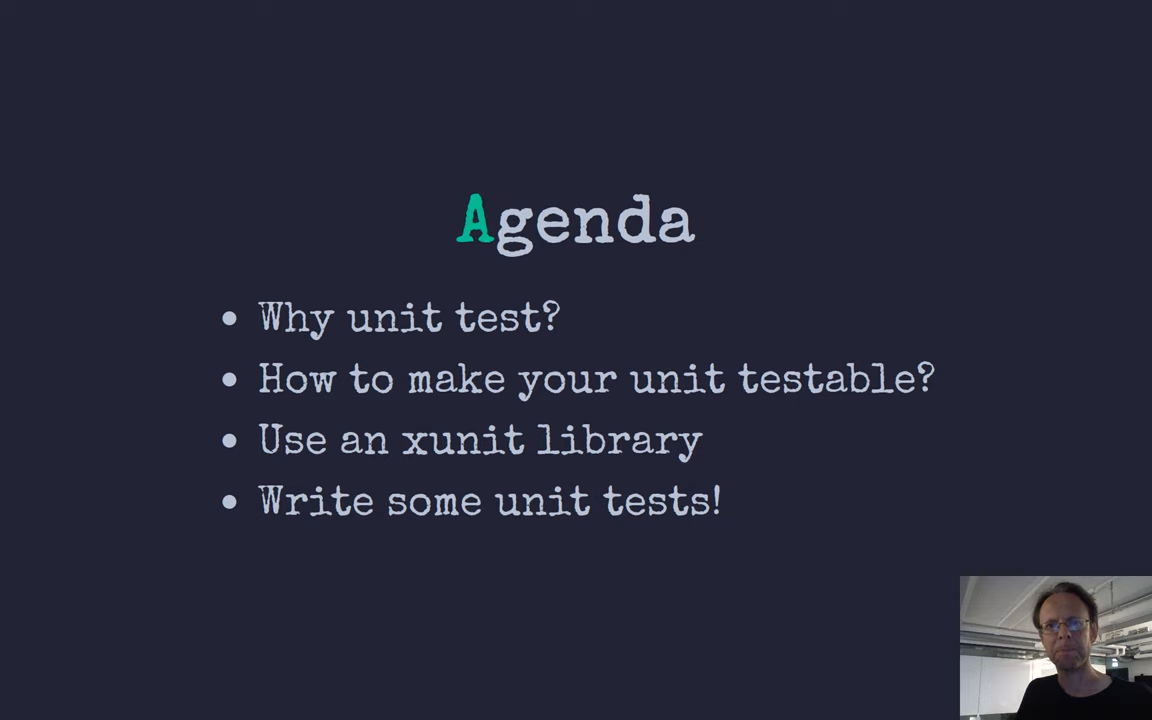 Agenda
• Why unit test?
• How to make your unit testable?
• Use an xunit library
• Write some unit tests!